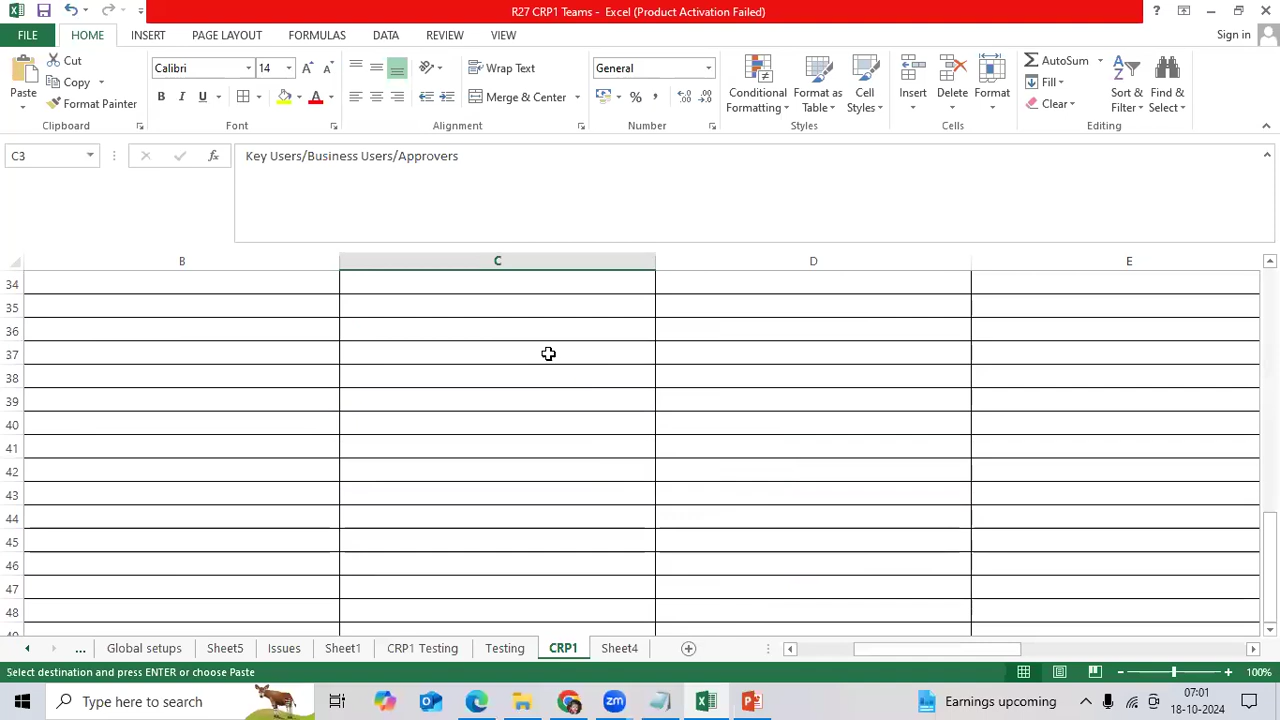 R27 CRP1 Teams - Excel (Product Activation Failed)
FILE HOME INSERT PAGE LAYOUT FORMULAS DATA REVIEW VIEW Sign in
Paste Cut Copy Format Painter
Calibri 14
B I U
Wrap Text
Merge & Center
General
Conditional Formatting
Format as Table
Cell Styles
Insert Delete Format
AutoSum
Fill
Clear
Sort & Filter
Find & Select
Clipboard Font Alignment Number Styles Cells Editing
C3 fx Key Users/Business Users/Approvers
B C D E
34
35
36
37
38
39
40
41
42
43
44
45
46
47
48
... Global setups Sheet5 Issues Sheet1 CRP1 Testing Testing CRP1 Sheet4
Select destination and press ENTER or choose Paste 100%
Type here to search zm Earnings upcoming 07:01
18-10-2024